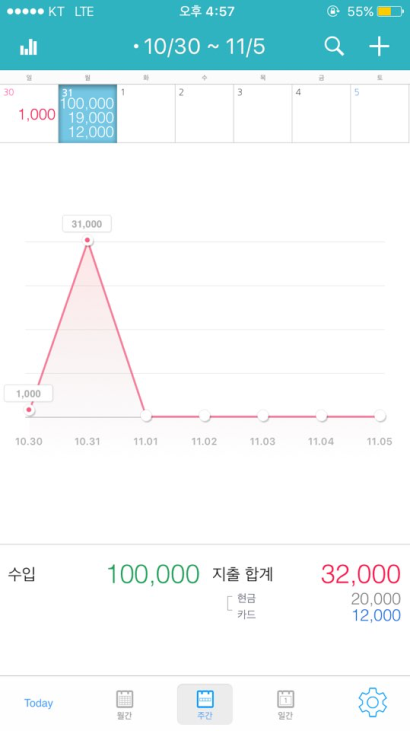 KT LTE 오후 4:57 55%
10/30 ~ 11/5
일 월 화 수 목 금 토
30 31 1 2 3 4 5
1,000
100,000
19,000
12,000
31,000
1,000
10.30 10.31 11.01 11.02 11.03 11.04 11.05
수입 100,000 지출 합계 32,000
현금 20,000
카드 12,000
Today 월간 주간 1 일간